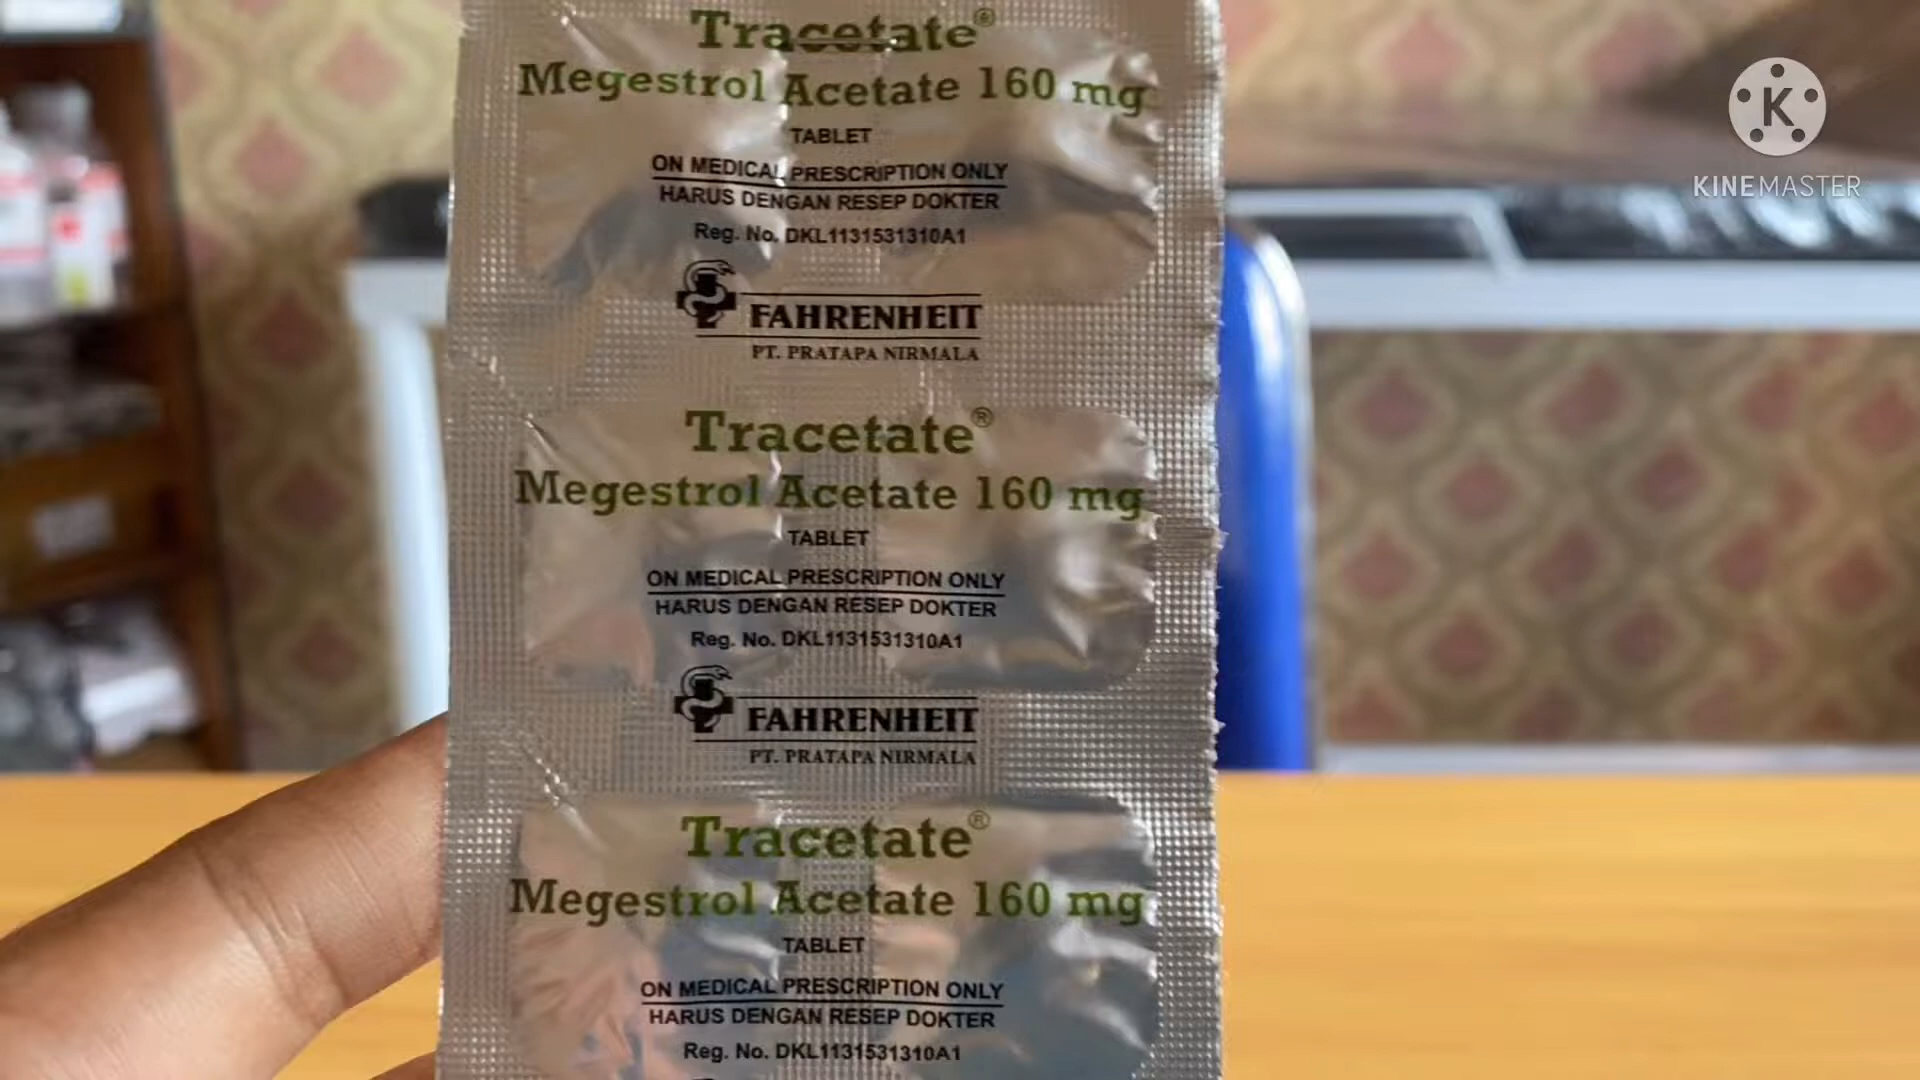 Tracetate®
Megestrol Acetate 160 mg
TABLET
ON MEDICAL PRESCRIPTION ONLY
HARUS DENGAN RESEP DOKTER
Reg. No. DKL1131531310A1
FAHRENHEIT
PT. PRATAPA NIRMALA
K
KINEMASTER
Tracetate®
Megestrol Acetate 160 mg
TABLET
ON MEDICAL PRESCRIPTION ONLY
HARUS DENGAN RESEP DOKTER
Reg. No. DKL1131531310A1
FAHRENHEIT
PT. PRATAPA NIRMALA
Tracetate®
Megestrol Acetate 160 mg
TABLET
ON MEDICAL PRESCRIPTION ONLY
HARUS DENGAN RESEP DOKTER
Reg. No. DKL1131531310A1